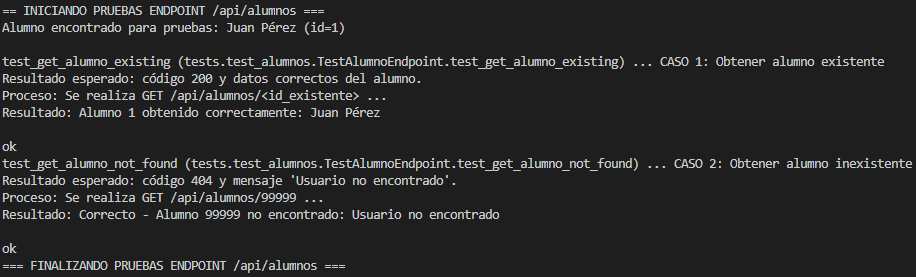 == INICIANDO PRUEBAS ENDPOINT /api/alumnos ===
Alumno encontrado para pruebas: Juan Pérez (id=1)
test_get_alumno_existing (tests.test_alumnos.TestAlumnoEndpoint.test_get_alumno_existing) ... CASO 1: Obtener alumno existente
Resultado esperado: código 200 y datos correctos del alumno.
Proceso: Se realiza GET /api/alumnos/<id_existente> ...
Resultado: Alumno 1 obtenido correctamente: Juan Pérez
ok
test_get_alumno_not_found (tests.test_alumnos.TestAlumnoEndpoint.test_get_alumno_not_found) ... CASO 2: Obtener alumno inexistente
Resultado esperado: código 404 y mensaje 'Usuario no encontrado'.
Proceso: Se realiza GET /api/alumnos/99999 ...
Resultado: Correcto - Alumno 99999 no encontrado: Usuario no encontrado
ok
=== FINALIZANDO PRUEBAS ENDPOINT /api/alumnos ===